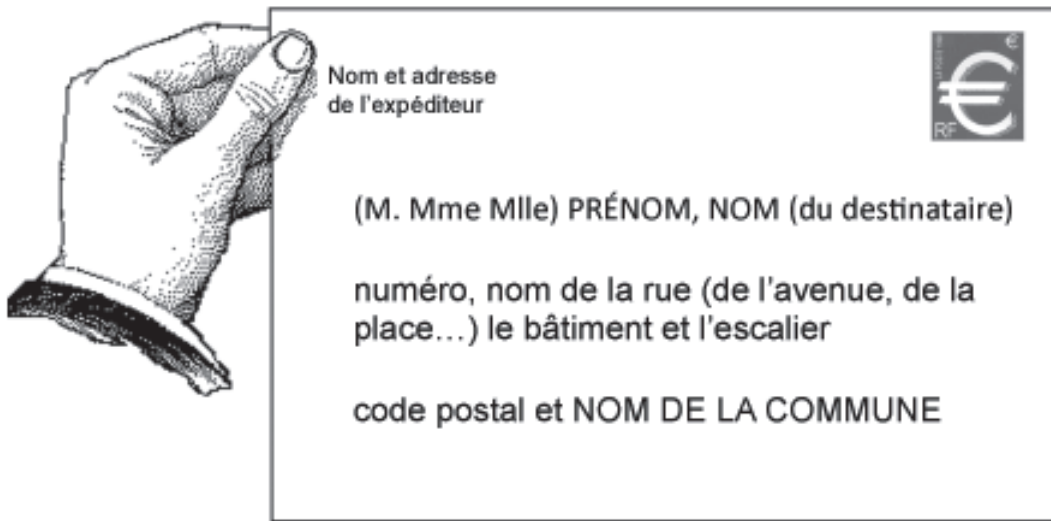 Nom et adresse
de l'expéditeur
€
€
RF
(M. Mme Mlle) PRÉNOM, NOM (du destinataire)
numéro, nom de la rue (de l'avenue, de la
place…) le bâtiment et l'escalier
code postal et NOM DE LA COMMUNE